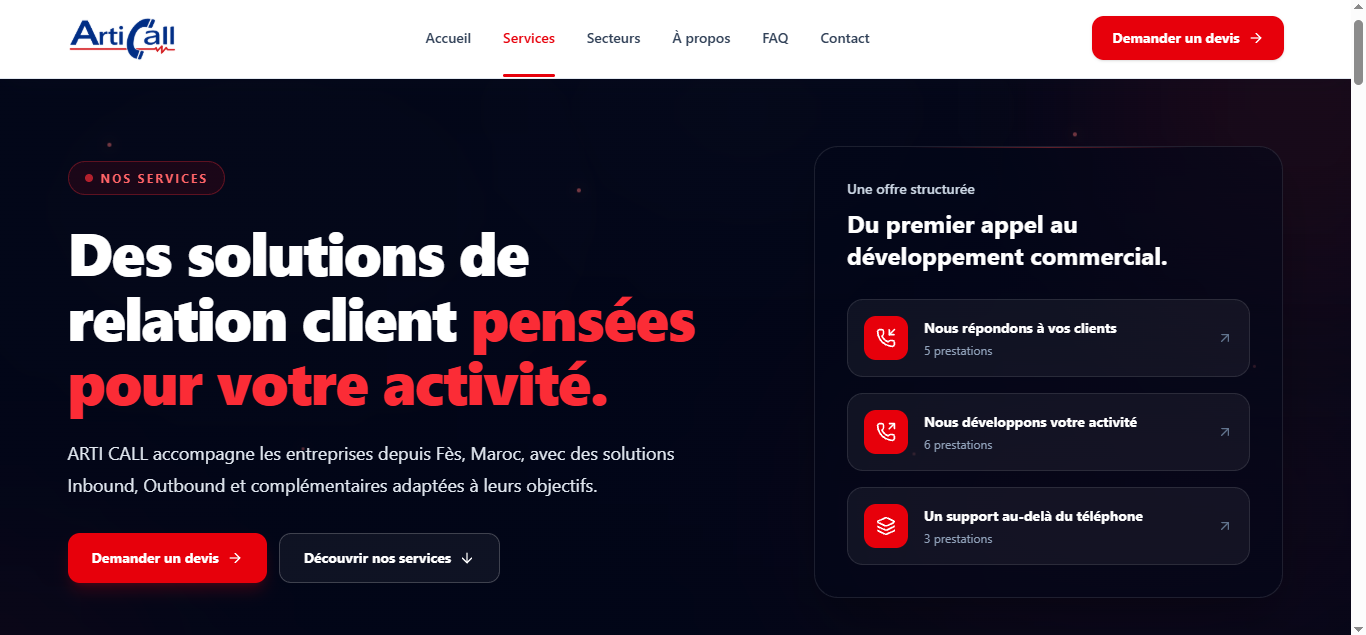 ArtiCall
Accueil
Services
Secteurs
À propos
FAQ
Contact
Demander un devis
NOS SERVICES
Des solutions de
relation client pensées
pour votre activité.
ARTI CALL accompagne les entreprises depuis Fès, Maroc, avec des solutions
Inbound, Outbound et complémentaires adaptées à leurs objectifs.
Demander un devis
Découvrir nos services
Une offre structurée
Du premier appel au
développement commercial.
Nous répondons à vos clients
5 prestations
Nous développons votre activité
6 prestations
Un support au-delà du téléphone
3 prestations